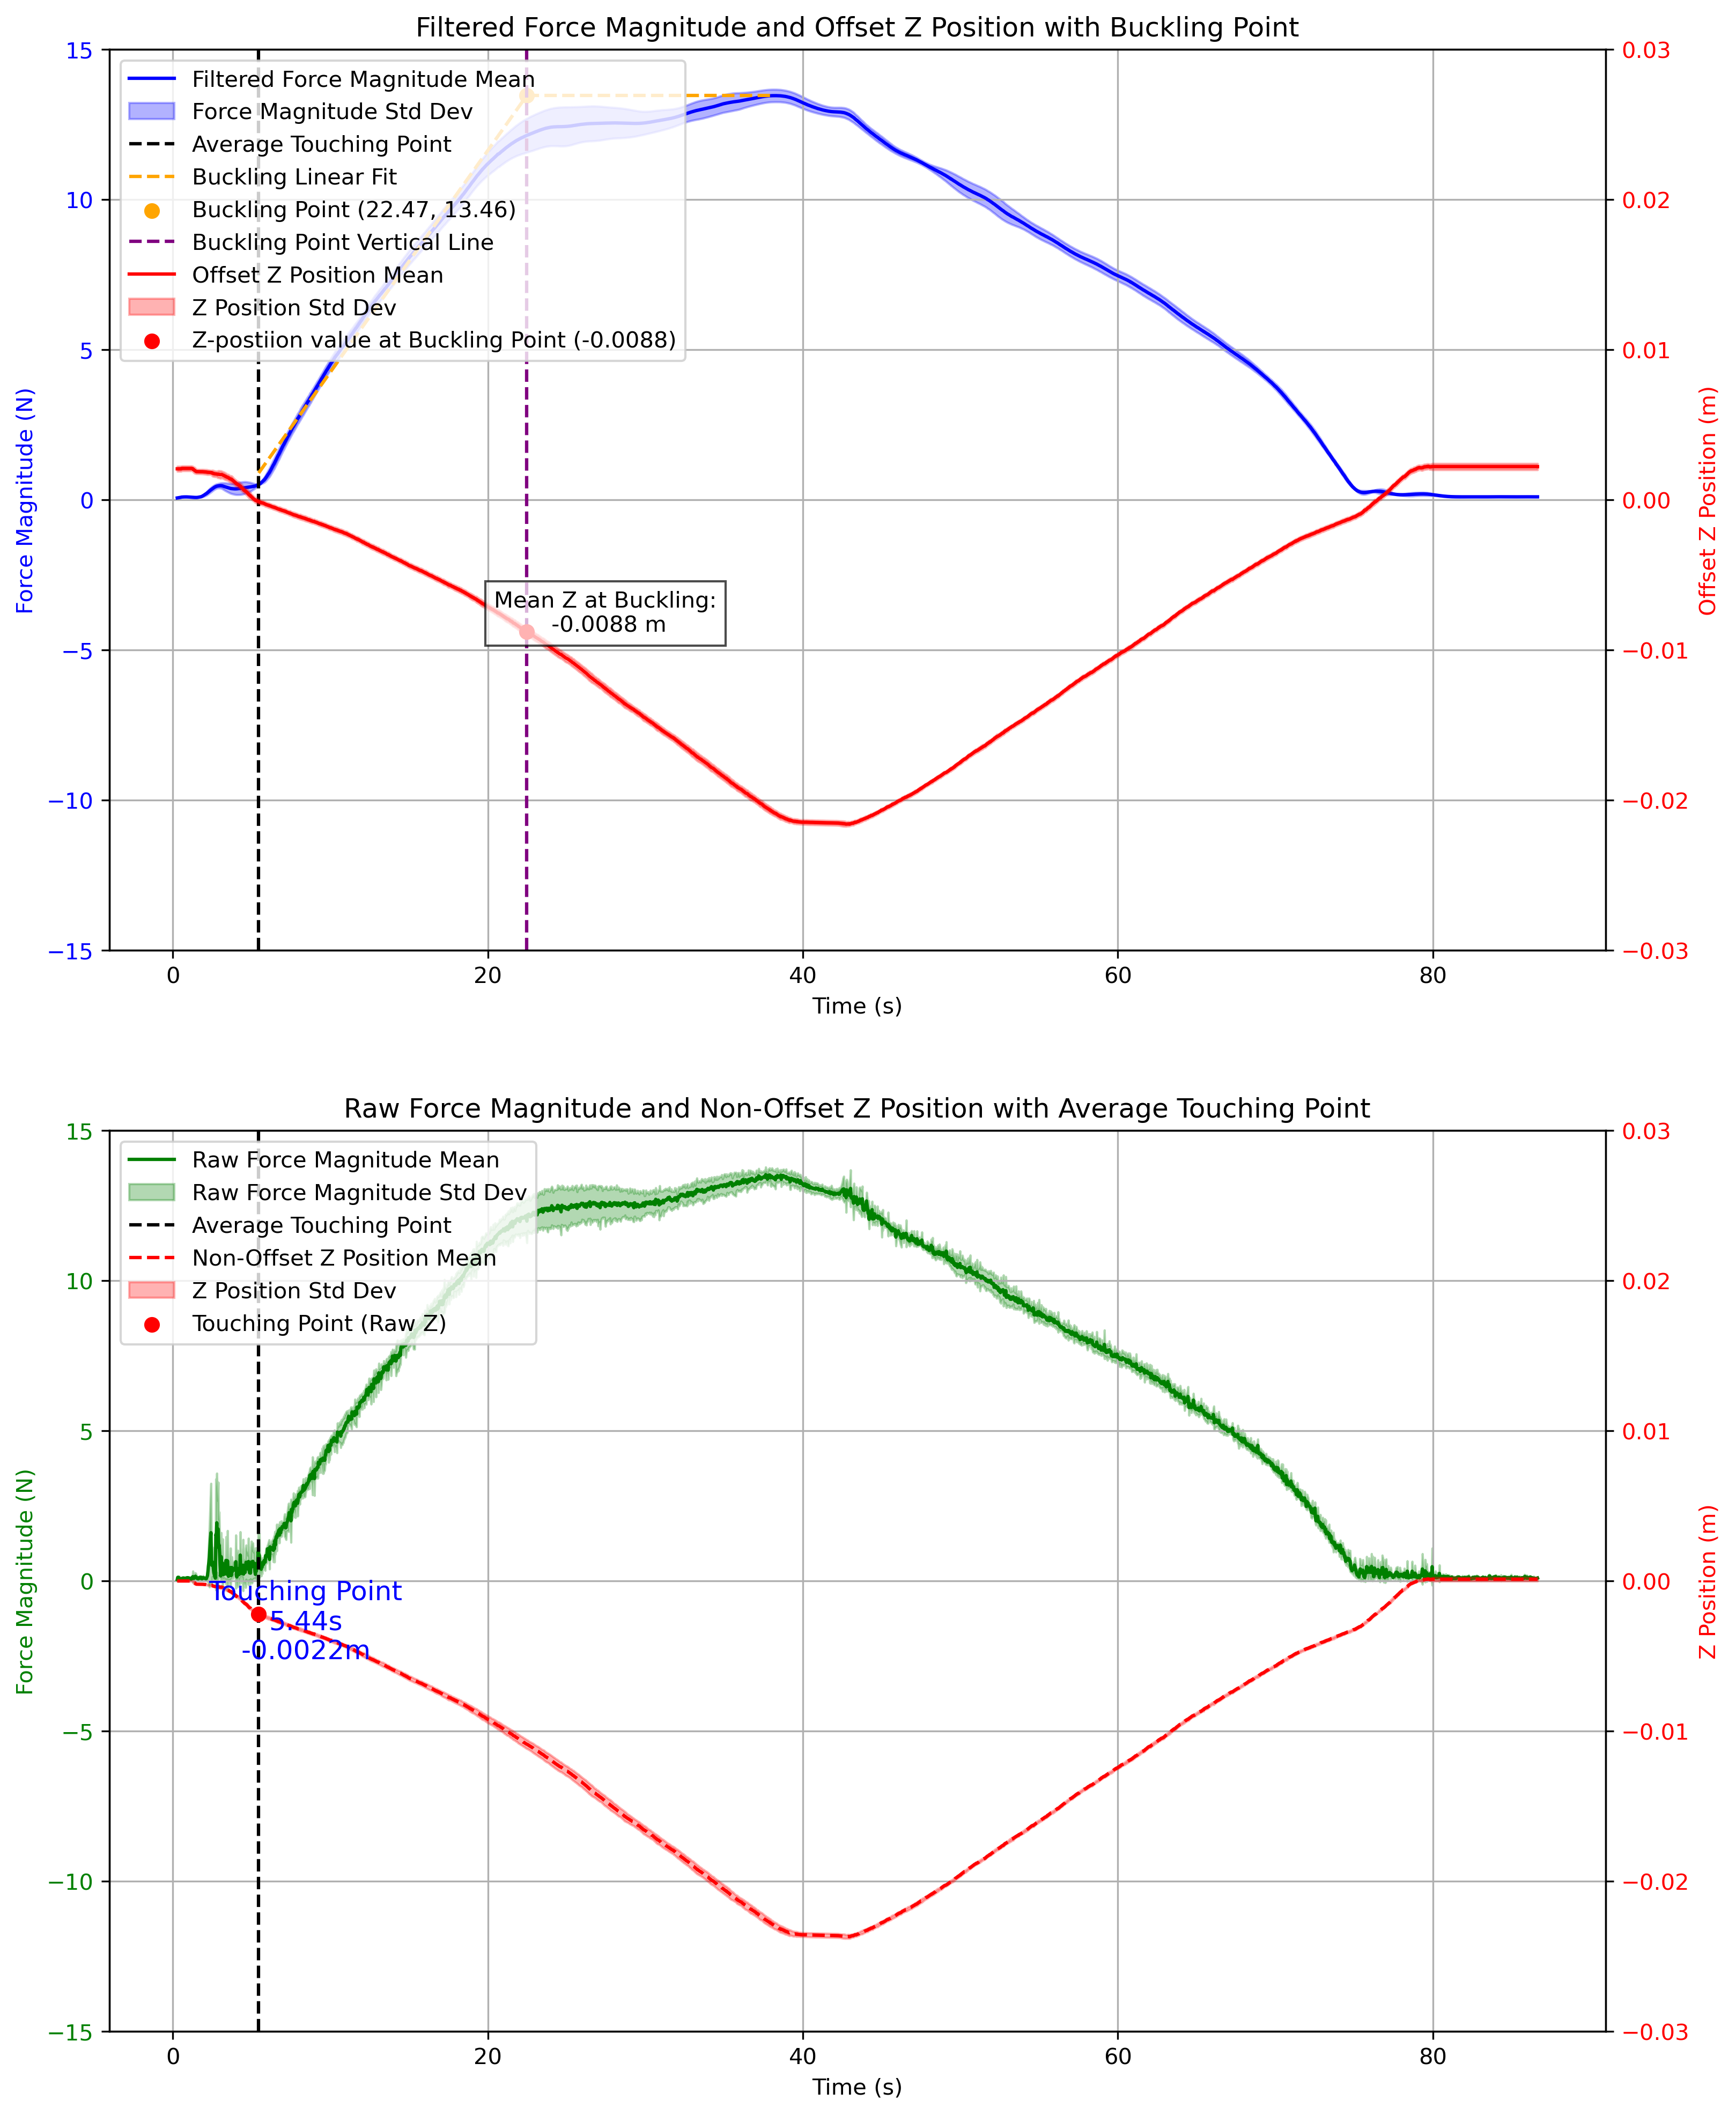 Filtered Force Magnitude and Offset Z Position with Buckling Point
Filtered Force Magnitude Mean
Force Magnitude Std Dev
Average Touching Point
Buckling Linear Fit
Buckling Point (22.47, 13.46)
Buckling Point Vertical Line
Offset Z Position Mean
Z Position Std Dev
Z-postiion value at Buckling Point (-0.0088)
Mean Z at Buckling:
-0.0088 m
Force Magnitude (N)
15
10
5
0
−5
−10
−15
Offset Z Position (m)
0.03
0.02
0.01
0.00
−0.01
−0.02
−0.03
0 20 40 60 80
Time (s)
Raw Force Magnitude and Non-Offset Z Position with Average Touching Point
Raw Force Magnitude Mean
Raw Force Magnitude Std Dev
Average Touching Point
Non-Offset Z Position Mean
Z Position Std Dev
Touching Point (Raw Z)
Touching Point
5.44s
-0.0022m
Force Magnitude (N)
15
10
5
0
−5
−10
−15
Z Position (m)
0.03
0.02
0.01
0.00
−0.01
−0.02
−0.03
0 20 40 60 80
Time (s)